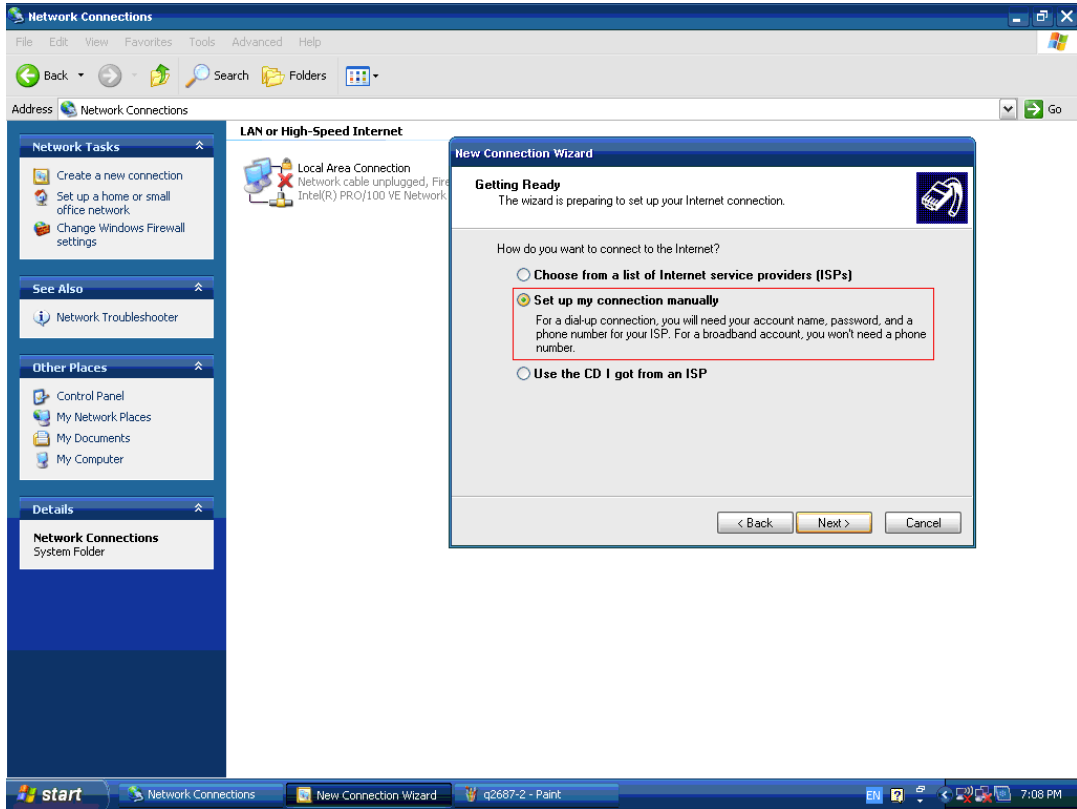 Network Connections
File Edit View Favorites Tools Advanced Help
Back Search Folders
Address Network Connections Go
Network Tasks
Create a new connection
Set up a home or small
office network
Change Windows Firewall
settings
See Also
Network Troubleshooter
Other Places
Control Panel
My Network Places
My Documents
My Computer
Details
Network Connections
System Folder
LAN or High-Speed Internet
Local Area Connection
Network cable unplugged, Fire
Intel(R) PRO/100 VE Network
New Connection Wizard
Getting Ready
The wizard is preparing to set up your Internet connection.
How do you want to connect to the Internet?
Choose from a list of Internet service providers (ISPs)
Set up my connection manually
For a dial-up connection, you will need your account name, password, and a
phone number for your ISP. For a broadband account, you won't need a phone
number.
Use the CD I got from an ISP
< Back Next > Cancel
start Network Connections New Connection Wizard q2687-2 - Paint EN 7:08 PM